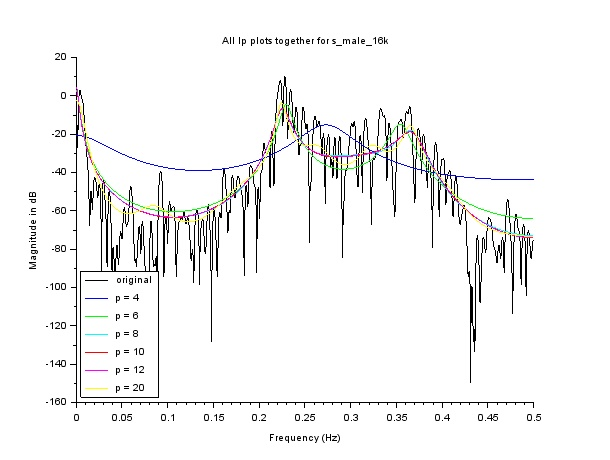 All lp plots together for s_male_16k
Magnitude in dB
20
0
-20
-40
-60
-80
-100
-120
-140
-160
original
p = 4
p = 6
p = 8
p = 10
p = 12
p = 20
0
0.05
0.1
0.15
0.2
0.25
0.3
0.35
0.4
0.45
0.5
Frequency (Hz)